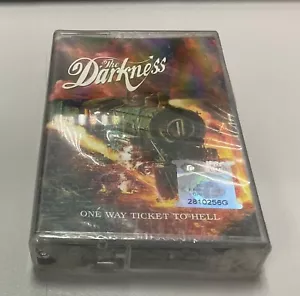 The
Darkness
ONE WAY TICKET TO HELL
2810256G